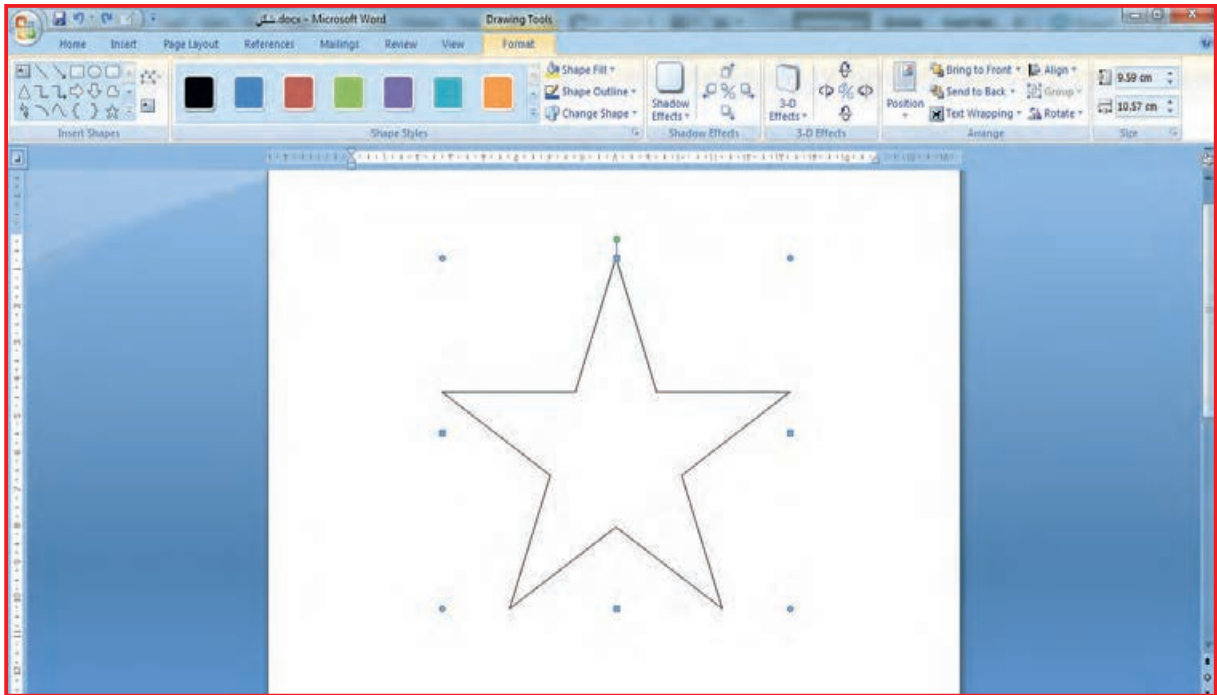 شكل.docx - Microsoft Word
Drawing Tools
Home Insert Page Layout References Mailings Review View Format
Shape Fill
Shape Outline
Change Shape
Shadow Effects
3-D Effects
Position
Bring to Front
Send to Back
Text Wrapping
Align
Group
Rotate
9.59 cm
10.57 cm
Insert Shapes Shape Styles Shadow Effects 3-D Effects Arrange Size